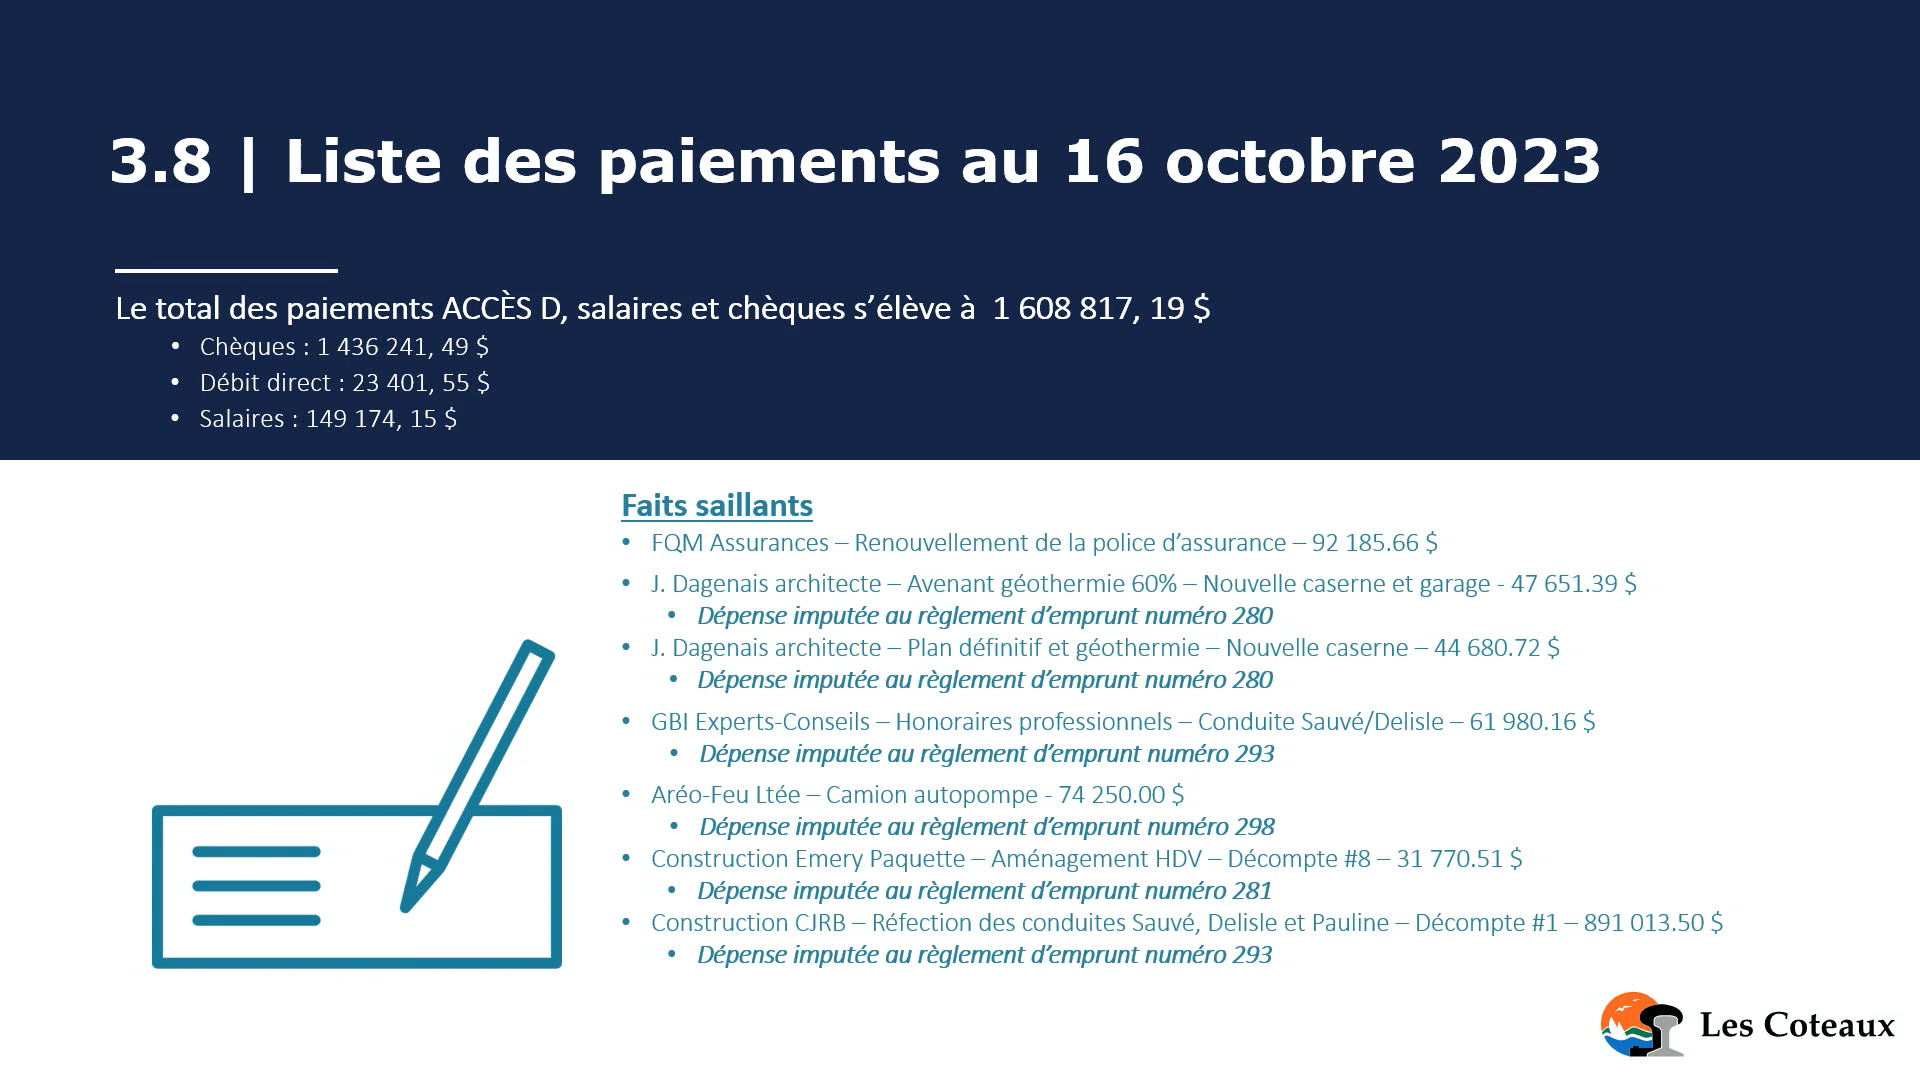 3.8 | Liste des paiements au 16 octobre 2023
Le total des paiements ACCÈS D, salaires et chèques s’élève à  1 608 817, 19 $
• Chèques : 1 436 241, 49 $
• Débit direct : 23 401, 55 $
• Salaires : 149 174, 15 $
Faits saillants
• FQM Assurances – Renouvellement de la police d’assurance – 92 185.66 $
• J. Dagenais architecte – Avenant géothermie 60% – Nouvelle caserne et garage - 47 651.39 $
• Dépense imputée au règlement d’emprunt numéro 280
• J. Dagenais architecte – Plan définitif et géothermie – Nouvelle caserne – 44 680.72 $
• Dépense imputée au règlement d’emprunt numéro 280
• GBI Experts-Conseils – Honoraires professionnels – Conduite Sauvé/Delisle – 61 980.16 $
• Dépense imputée au règlement d’emprunt numéro 293
• Aréo-Feu Ltée – Camion autopompe - 74 250.00 $
• Dépense imputée au règlement d’emprunt numéro 298
• Construction Emery Paquette – Aménagement HDV – Décompte #8 – 31 770.51 $
• Dépense imputée au règlement d’emprunt numéro 281
• Construction CJRB – Réfection des conduites Sauvé, Delisle et Pauline – Décompte #1 – 891 013.50 $
• Dépense imputée au règlement d’emprunt numéro 293
Les Coteaux